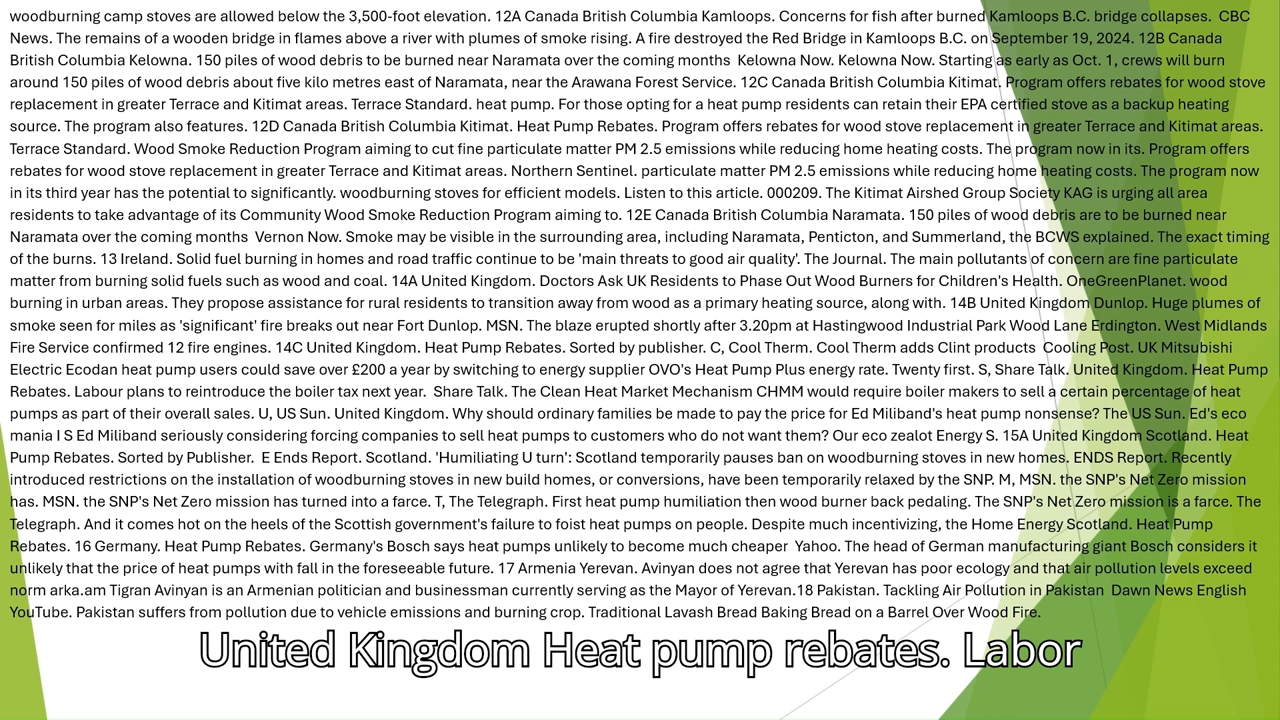 woodburning camp stoves are allowed below the 3,500-foot elevation. 12A Canada British Columbia Kamloops. Concerns for fish after burned Kamloops B.C. bridge collapses.  CBC
News. The remains of a wooden bridge in flames above a river with plumes of smoke rising. A fire destroyed the Red Bridge in Kamloops B.C. on September 19, 2024. 12B Canada
British Columbia Kelowna. 150 piles of wood debris to be burned near Naramata over the coming months  Kelowna Now. Kelowna Now. Starting as early as Oct. 1, crews will burn
around 150 piles of wood debris about five kilo metres east of Naramata, near the Arawana Forest Service. 12C Canada British Columbia Kitimat. Program offers rebates for wood stove
replacement in greater Terrace and Kitimat areas. Terrace Standard. heat pump. For those opting for a heat pump residents can retain their EPA certified stove as a backup heating
source. The program also features. 12D Canada British Columbia Kitimat. Heat Pump Rebates. Program offers rebates for wood stove replacement in greater Terrace and Kitimat areas.
Terrace Standard. Wood Smoke Reduction Program aiming to cut fine particulate matter PM 2.5 emissions while reducing home heating costs. The program now in its. Program offers
rebates for wood stove replacement in greater Terrace and Kitimat areas. Northern Sentinel. particulate matter PM 2.5 emissions while reducing home heating costs. The program now
in its third year has the potential to significantly. woodburning stoves for efficient models. Listen to this article. 000209. The Kitimat Airshed Group Society KAG is urging all area
residents to take advantage of its Community Wood Smoke Reduction Program aiming to. 12E Canada British Columbia Naramata. 150 piles of wood debris are to be burned near
Naramata over the coming months  Vernon Now. Smoke may be visible in the surrounding area, including Naramata, Penticton, and Summerland, the BCWS explained. The exact timing
of the burns. 13 Ireland. Solid fuel burning in homes and road traffic continue to be 'main threats to good air quality'. The Journal. The main pollutants of concern are fine particulate
matter from burning solid fuels such as wood and coal. 14A United Kingdom. Doctors Ask UK Residents to Phase Out Wood Burners for Children's Health. OneGreenPlanet. wood
burning in urban areas. They propose assistance for rural residents to transition away from wood as a primary heating source, along with. 14B United Kingdom Dunlop. Huge plumes of
smoke seen for miles as 'significant' fire breaks out near Fort Dunlop. MSN. The blaze erupted shortly after 3.20pm at Hastingwood Industrial Park Wood Lane Erdington. West Midlands
Fire Service confirmed 12 fire engines. 14C United Kingdom. Heat Pump Rebates. Sorted by publisher. C, Cool Therm. Cool Therm adds Clint products  Cooling Post. UK Mitsubishi
Electric Ecodan heat pump users could save over £200 a year by switching to energy supplier OVO's Heat Pump Plus energy rate. Twenty first. S, Share Talk. United Kingdom. Heat Pump
Rebates. Labour plans to reintroduce the boiler tax next year.  Share Talk. The Clean Heat Market Mechanism CHMM would require boiler makers to sell a certain percentage of heat
pumps as part of their overall sales. U, US Sun. United Kingdom. Why should ordinary families be made to pay the price for Ed Miliband's heat pump nonsense? The US Sun. Ed's eco
mania I S Ed Miliband seriously considering forcing companies to sell heat pumps to customers who do not want them? Our eco zealot Energy S. 15A United Kingdom Scotland. Heat
Pump Rebates. Sorted by Publisher.  E Ends Report. Scotland. 'Humiliating U turn': Scotland temporarily pauses ban on woodburning stoves in new homes. ENDS Report. Recently
introduced restrictions on the installation of woodburning stoves in new build homes, or conversions, have been temporarily relaxed by the SNP. M, MSN. the SNP's Net Zero mission
has. MSN. the SNP's Net Zero mission has turned into a farce. T, The Telegraph. First heat pump humiliation then wood burner back pedaling. The SNP's Net Zero mission is a farce. The
Telegraph. And it comes hot on the heels of the Scottish government's failure to foist heat pumps on people. Despite much incentivizing, the Home Energy Scotland. Heat Pump
Rebates. 16 Germany. Heat Pump Rebates. Germany's Bosch says heat pumps unlikely to become much cheaper  Yahoo. The head of German manufacturing giant Bosch considers it
unlikely that the price of heat pumps with fall in the foreseeable future. 17 Armenia Yerevan. Avinyan does not agree that Yerevan has poor ecology and that air pollution levels exceed
norm arka.am Tigran Avinyan is an Armenian politician and businessman currently serving as the Mayor of Yerevan.18 Pakistan. Tackling Air Pollution in Pakistan  Dawn News English
YouTube. Pakistan suffers from pollution due to vehicle emissions and burning crop. Traditional Lavash Bread Baking Bread on a Barrel Over Wood Fire.
United Kingdom Heat pump rebates. Labor